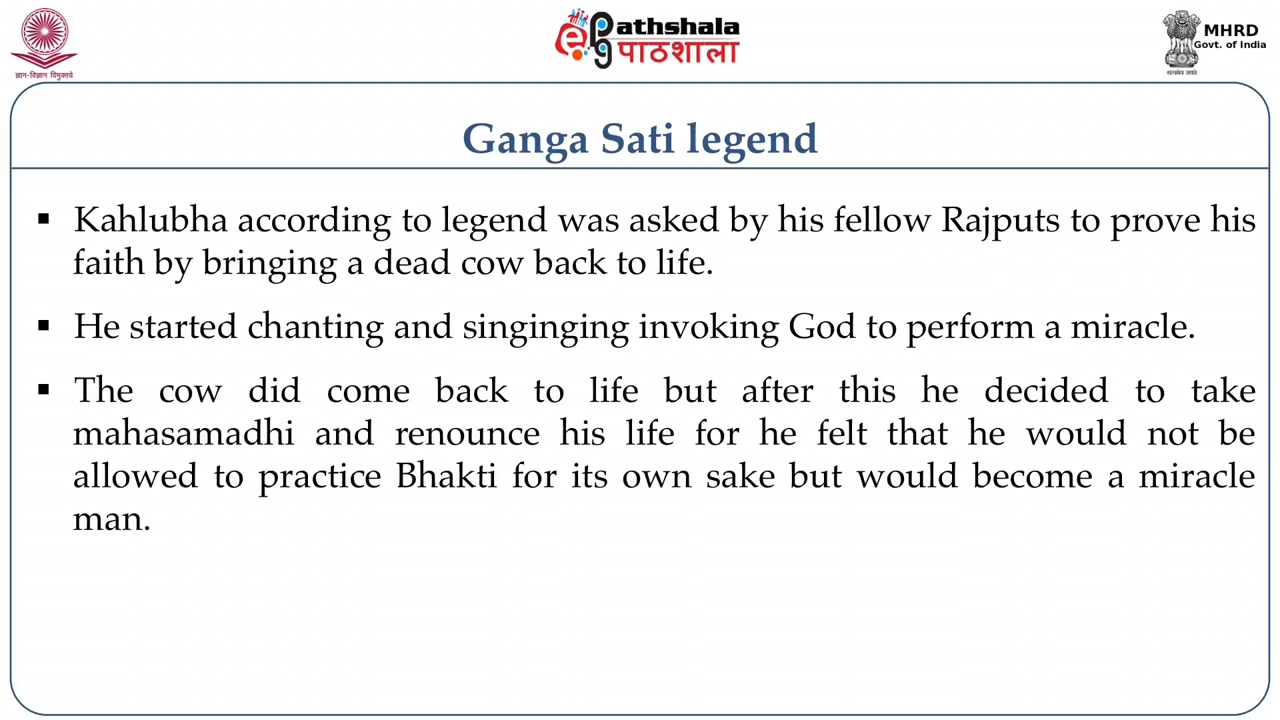 ज्ञान-विज्ञान विमुक्तये
ePathshala
पाठशाला
MHRD
Govt. of India
सत्यमेव जयते
Ganga Sati legend
▪ Kahlubha according to legend was asked by his fellow Rajputs to prove his
faith by bringing a dead cow back to life.
▪ He started chanting and singinging invoking God to perform a miracle.
▪ The cow did come back to life but after this he decided to take
mahasamadhi and renounce his life for he felt that he would not be
allowed to practice Bhakti for its own sake but would become a miracle
man.